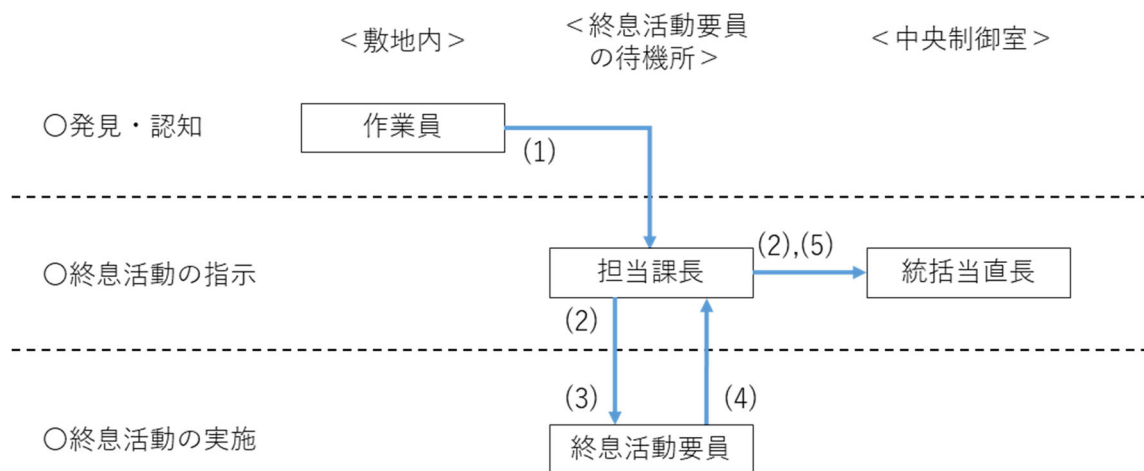 <敷地内>
<終息活動要員
の待機所>
<中央制御室>
○発見・認知
作業員
(1)
○終息活動の指示
担当課長
(2),(5)
統括当直長
(2)
(3)
(4)
○終息活動の実施
終息活動要員